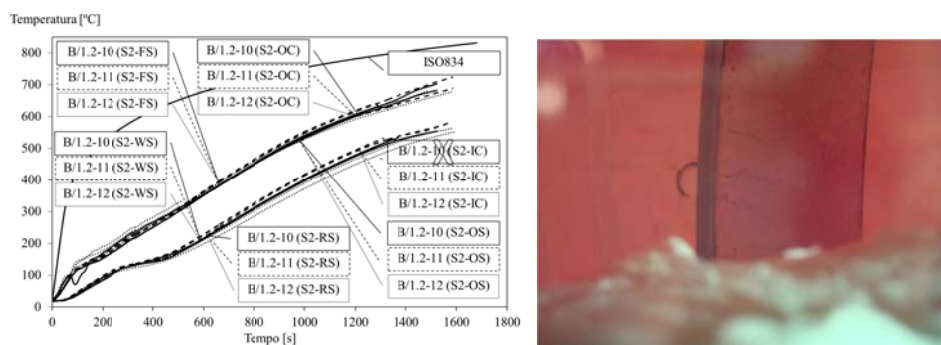 Temperatura [ºC]
800
700
600
500
400
300
200
100
0
0
200
400
600
800
1000
1200
1400
1600
1800
Tempo [s]
B/1.2-10 (S2-FS)
B/1.2-11 (S2-FS)
B/1.2-12 (S2-FS)
B/1.2-10 (S2-OC)
B/1.2-11 (S2-OC)
B/1.2-12 (S2-OC)
ISO834
B/1.2-10 (S2-WS)
B/1.2-11 (S2-WS)
B/1.2-12 (S2-WS)
B/1.2-10 (S2-IC)
B/1.2-11 (S2-IC)
B/1.2-12 (S2-IC)
B/1.2-10 (S2-RS)
B/1.2-11 (S2-RS)
B/1.2-12 (S2-RS)
B/1.2-10 (S2-OS)
B/1.2-11 (S2-OS)
B/1.2-12 (S2-OS)